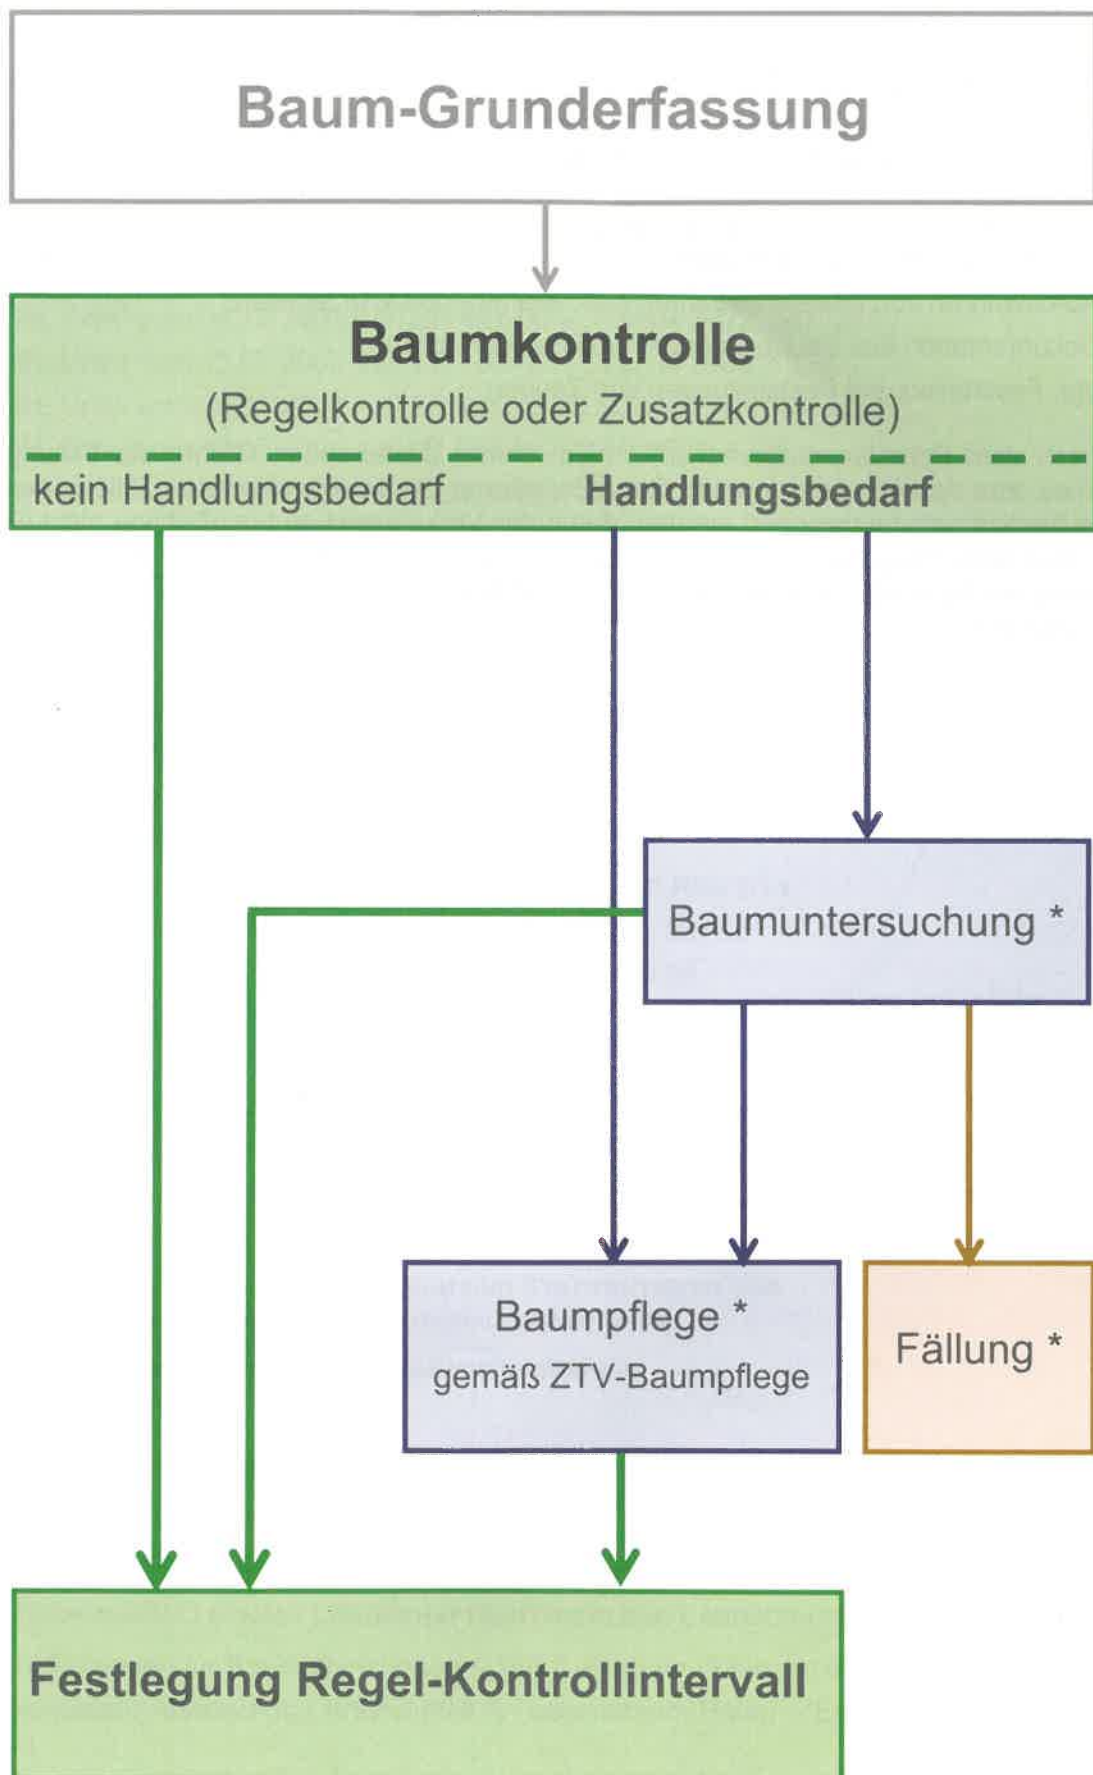 Baum-Grunderfassung
Baumkontrolle
(Regelkontrolle oder Zusatzkontrolle)
kein Handlungsbedarf Handlungsbedarf
Baumuntersuchung *
Baumpflege *
gemäß ZTV-Baumpflege
Fällung *
Festlegung Regel-Kontrollintervall